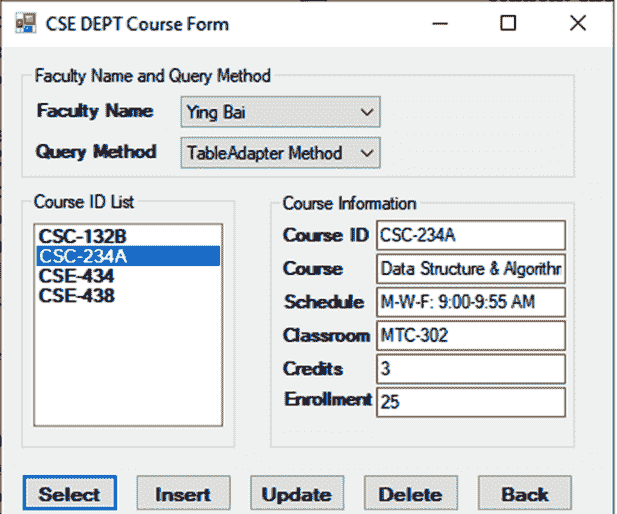 CSE DEPT Course Form
Faculty Name and Query Method
Faculty Name Ying Bai
Query Method TableAdapter Method
Course ID List
CSC-132B
CSC-234A
CSE-434
CSE-438
Course Information
Course ID CSC-234A
Course Data Structure & Algorithr
Schedule M-W-F: 9:00-9:55 AM
Classroom MTC-302
Credits 3
Enrollment 25
Select Insert Update Delete Back